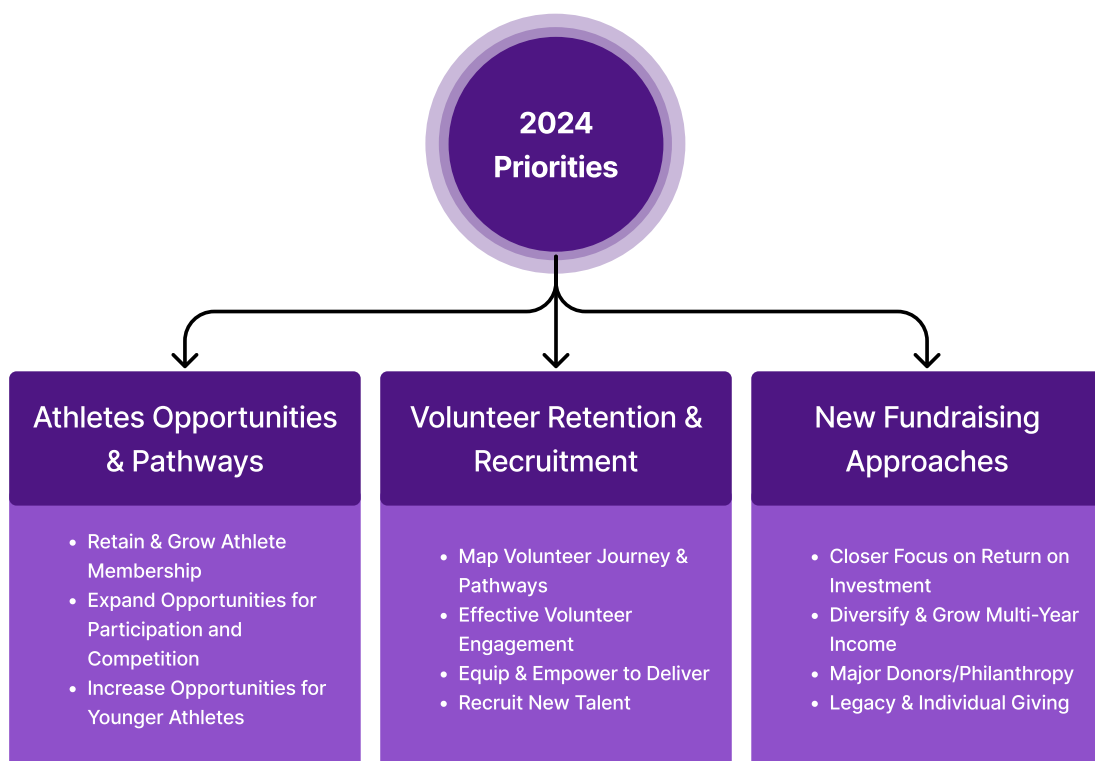 2024
Priorities
Athletes Opportunities
& Pathways
• Retain & Grow Athlete
Membership
• Expand Opportunities for
Participation and
Competition
• Increase Opportunities for
Younger Athletes
Volunteer Retention &
Recruitment
• Map Volunteer Journey &
Pathways
• Effective Volunteer
Engagement
• Equip & Empower to Deliver
• Recruit New Talent
New Fundraising
Approaches
• Closer Focus on Return on
Investment
• Diversify & Grow Multi-Year
Income
• Major Donors/Philanthropy
• Legacy & Individual Giving